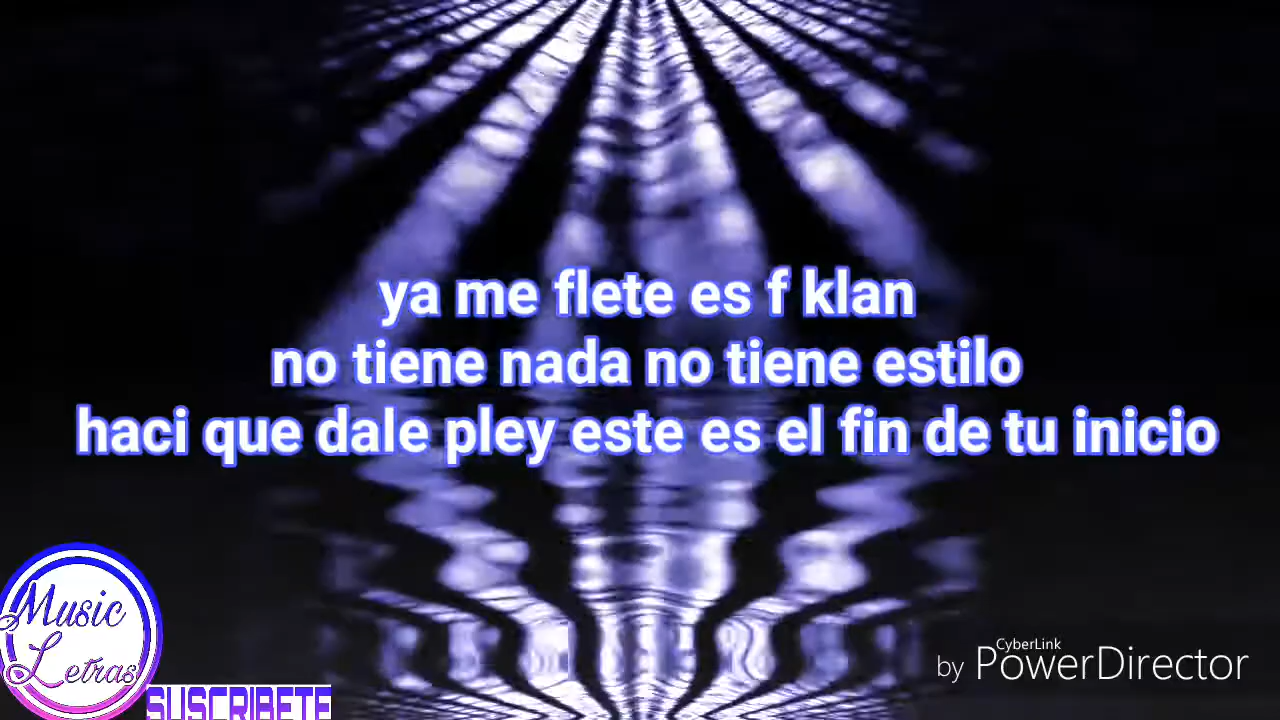 ya me flete es f klan
no tiene nada no tiene estilo
haci que dale pley este es el fin de tu inicio
Music
Letras
SUSCRIBETE
CyberLink
by PowerDirector